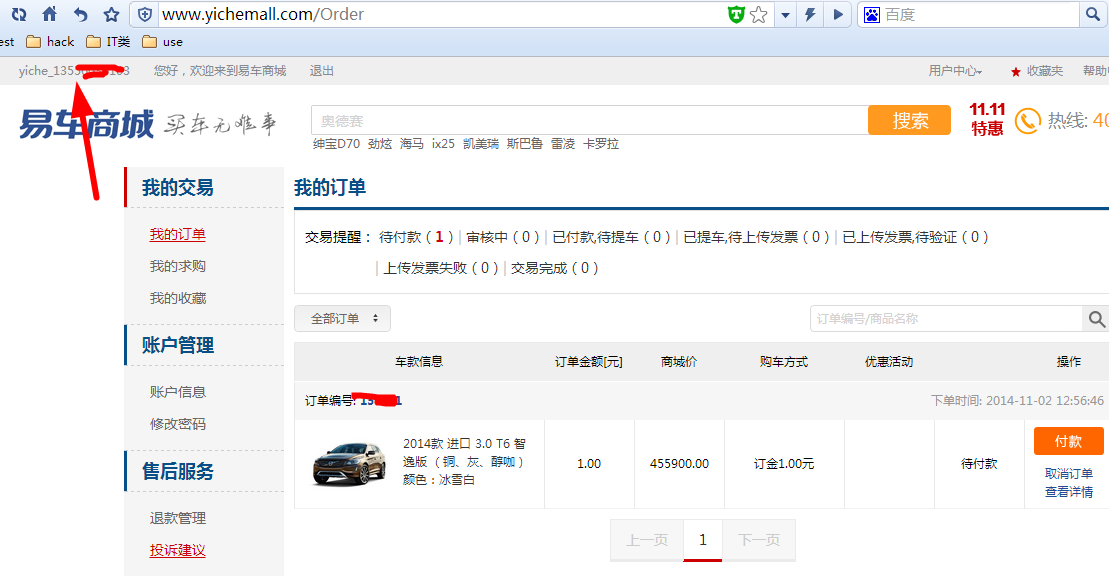 www.yichemall.com/Order
百度
est hack IT类 use
您好，欢迎来到易车商城 退出 用户中心 收藏夹 帮助中
易车商城 买车无难事
奥德赛 搜索 11.11 特惠 热线: 40
绅宝D70 劲炫 海马 ix25 凯美瑞 斯巴鲁 雷凌 卡罗拉
我的交易
我的订单
我的求购
我的收藏
账户管理
账户信息
修改密码
售后服务
退款管理
投诉建议
我的订单
交易提醒： 待付款（1）| 审核中（0）| 已付款,待提车（0）| 已提车,待上传发票（0）| 已上传发票,待验证（0）
| 上传发票失败（0）| 交易完成（0）
全部订单 订单编号/商品名称
车款信息 订单金额[元] 商城价 购车方式 优惠活动 操作
订单编号: 下单时间: 2014-11-02 12:56:46
2014款 进口 3.0 T6 智
逸版 （铜、灰、醇咖）
颜色：冰雪白
1.00 455900.00 订金1.00元 待付款
付款
取消订单
查看详情
上一页 1 下一页